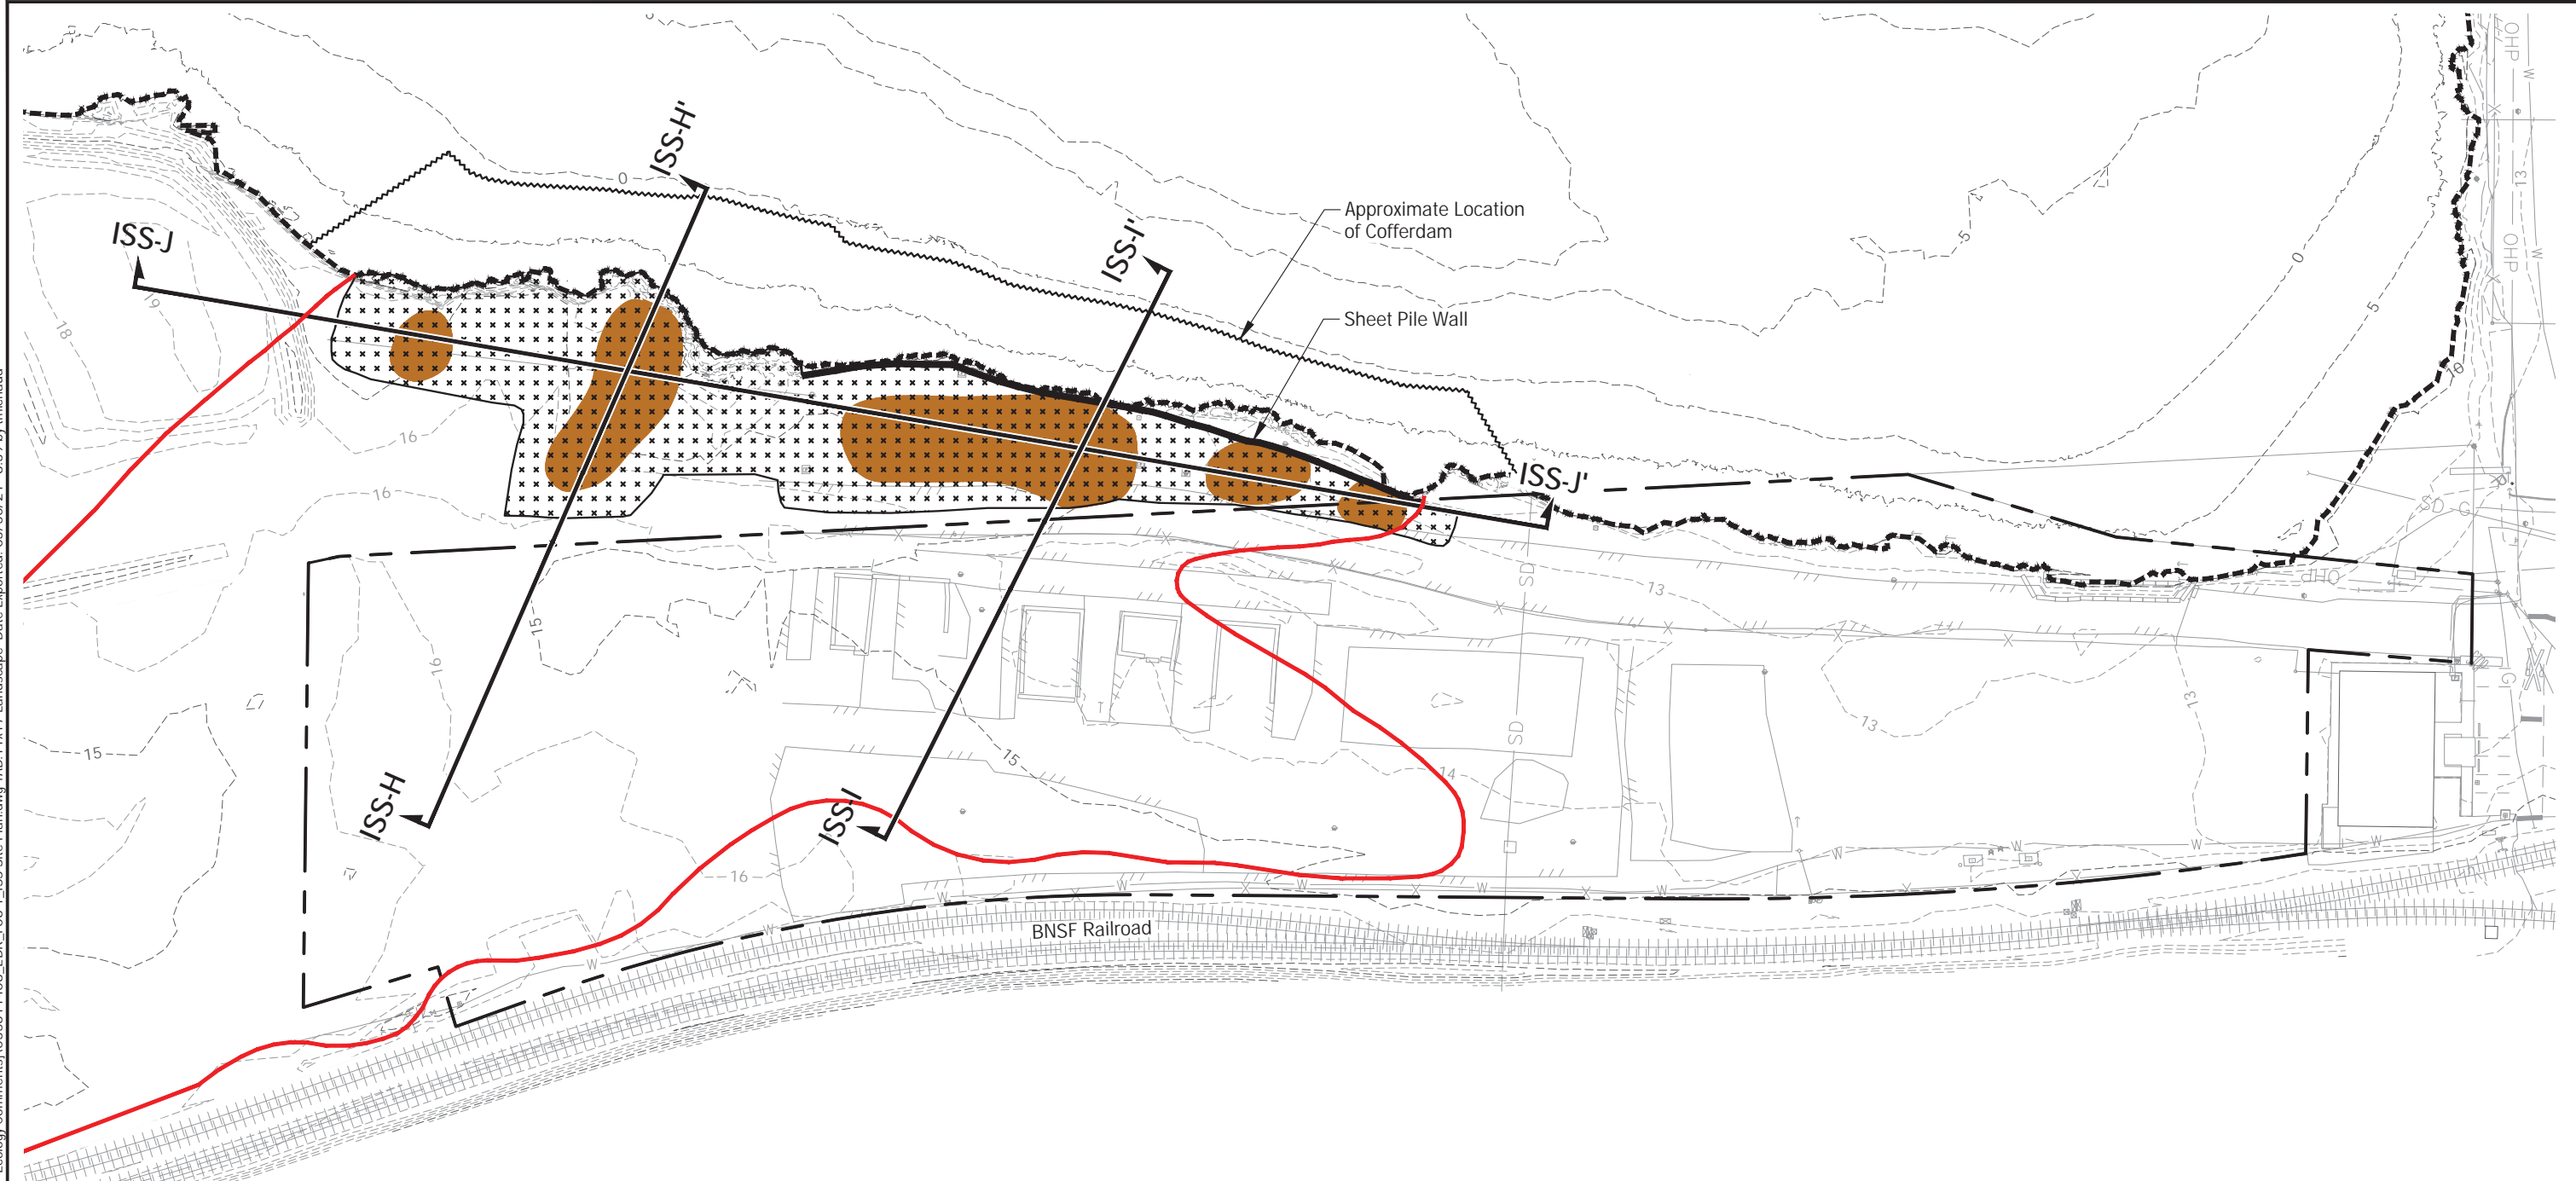 OHP
W
ISS-H'
0
Approximate Location
of Cofferdam
13
ISS-I'
ISS-J
-5
0
OHP
W
19
18
Sheet Pile Wall
5
10
16
16
ISS-J'
SD
G
OHP
SD
13
15
16
13
13
G
15
15
SD
14
ISS-H
ISS-I
16
W
W
W
W
W
W
W
W
W
W
W
BNSF Railroad